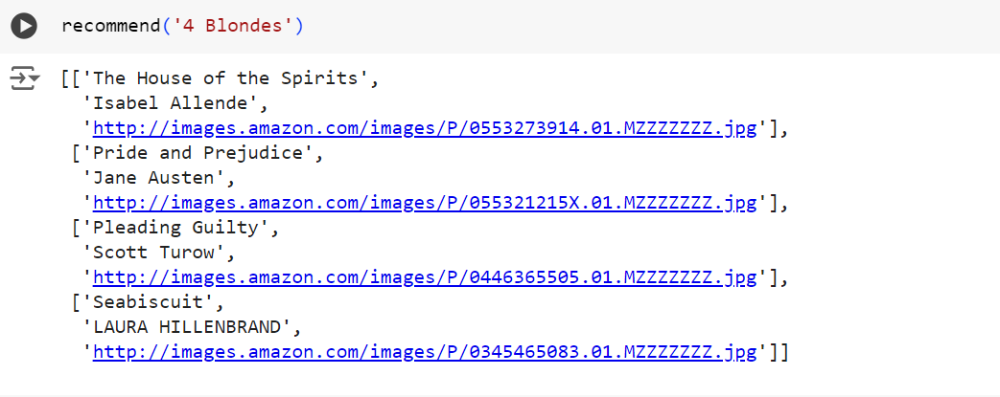 recommend('4 Blondes')
[['The House of the Spirits',
'Isabel Allende',
'http://images.amazon.com/images/P/0553273914.01.MZZZZZZZ.jpg'],
['Pride and Prejudice',
'Jane Austen',
'http://images.amazon.com/images/P/055321215X.01.MZZZZZZZ.jpg'],
['Pleading Guilty',
'Scott Turow',
'http://images.amazon.com/images/P/0446365505.01.MZZZZZZZ.jpg'],
['Seabiscuit',
'LAURA HILLENBRAND',
'http://images.amazon.com/images/P/0345465083.01.MZZZZZZZ.jpg']]